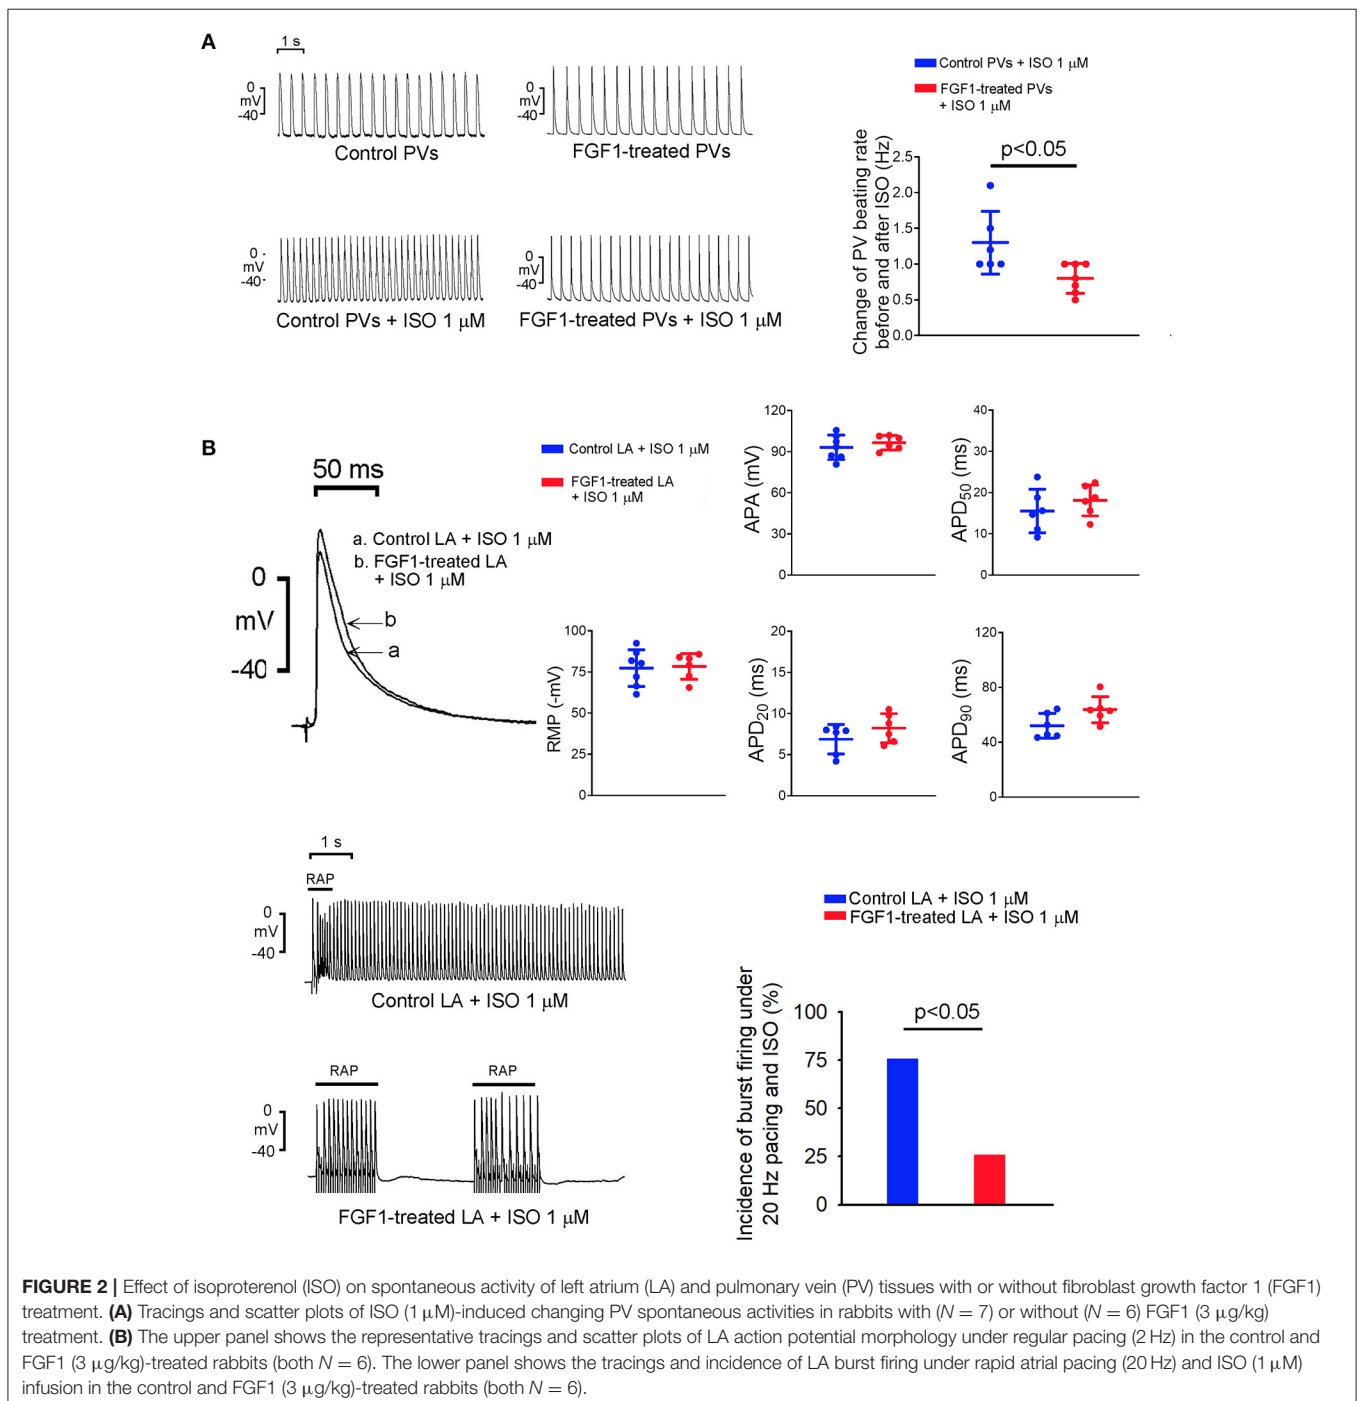 A
1 s
0
mV
-40
Control PVs
0
mV
-40
FGF1-treated PVs
0
mV
-40
Control PVs + ISO 1 μM
0
mV
-40
FGF1-treated PVs + ISO 1 μM
Control PVs + ISO 1 μM
FGF1-treated PVs
+ ISO 1 μM
Change of PV beating rate
before and after ISO (Hz)
2.5
2.0
1.5
1.0
0.5
0.0
p<0.05
B
50 ms
0
mV
-40
a. Control LA + ISO 1 μM
b. FGF1-treated LA
+ ISO 1 μM
b
a
Control LA + ISO 1 μM
FGF1-treated LA
+ ISO 1 μM
APA (mV)
120
90
60
30
0
APD50 (ms)
40
30
20
10
0
RMP (-mV)
100
75
50
25
0
APD20 (ms)
20
15
10
5
0
APD90 (ms)
120
80
40
0
1 s
RAP
0
mV
-40
Control LA + ISO 1 μM
RAP
RAP
0
mV
-40
FGF1-treated LA + ISO 1 μM
Control LA + ISO 1 μM
FGF1-treated LA + ISO 1 μM
Incidence of burst firing under
20 Hz pacing and ISO (%)
100
75
50
25
0
p<0.05
FIGURE 2 | Effect of isoproterenol (ISO) on spontaneous activity of left atrium (LA) and pulmonary vein (PV) tissues with or without fibroblast growth factor 1 (FGF1)
treatment. (A) Tracings and scatter plots of ISO (1 μM)-induced changing PV spontaneous activities in rabbits with (N = 7) or without (N = 6) FGF1 (3 μg/kg)
treatment. (B) The upper panel shows the representative tracings and scatter plots of LA action potential morphology under regular pacing (2 Hz) in the control and
FGF1 (3 μg/kg)-treated rabbits (both N = 6). The lower panel shows the tracings and incidence of LA burst firing under rapid atrial pacing (20 Hz) and ISO (1 μM)
infusion in the control and FGF1 (3 μg/kg)-treated rabbits (both N = 6).